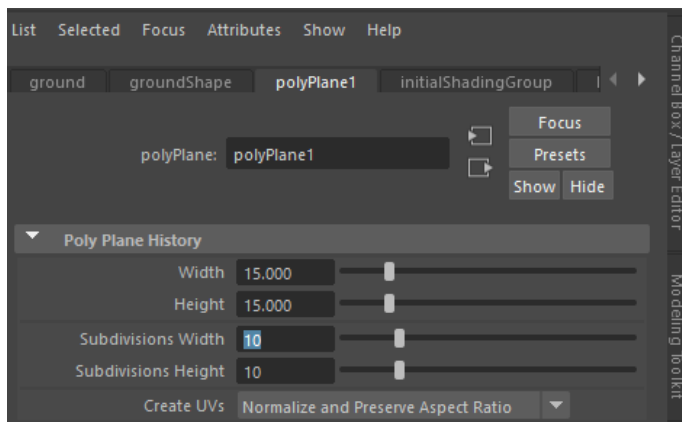 List Selected Focus Attributes Show Help
ground groundShape polyPlane1 initialShadingGroup
polyPlane: polyPlane1
Focus
Presets
Show Hide
Poly Plane History
Width 15.000
Height 15.000
Subdivisions Width 10
Subdivisions Height 10
Create UVs Normalize and Preserve Aspect Ratio
Channel Box / Layer Editor
Modeling Toolkit